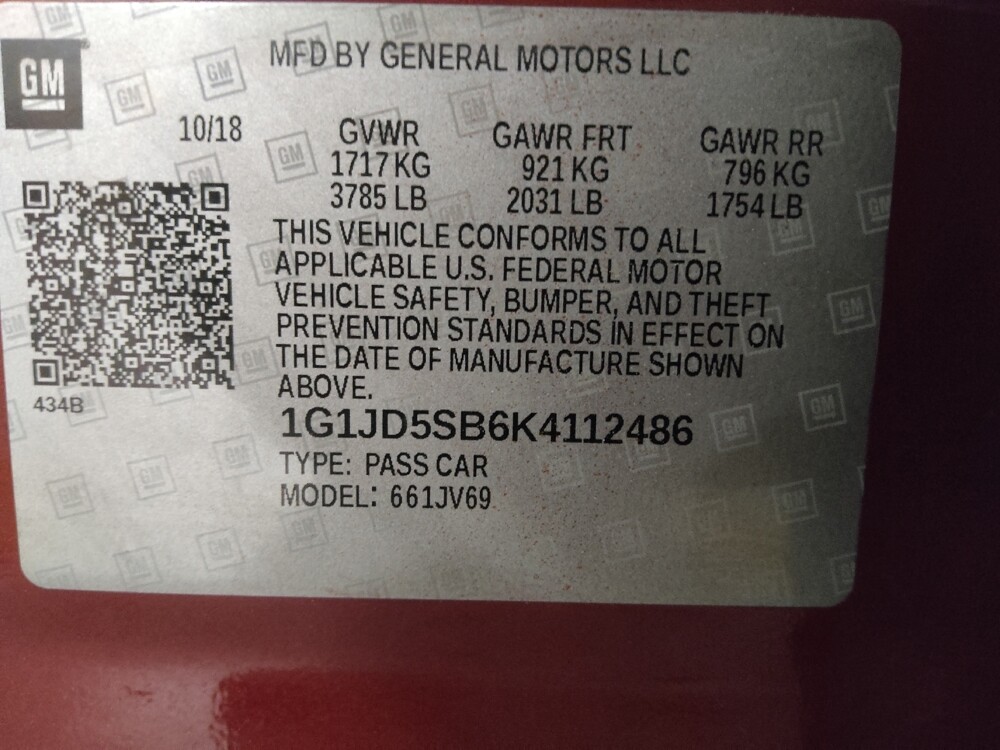 GM
MFD BY GENERAL MOTORS LLC
10/18 GVWR GAWR FRT GAWR RR
1717 KG 921 KG 796 KG
3785 LB 2031 LB 1754 LB
THIS VEHICLE CONFORMS TO ALL
APPLICABLE U.S. FEDERAL MOTOR
VEHICLE SAFETY, BUMPER, AND THEFT
PREVENTION STANDARDS IN EFFECT ON
THE DATE OF MANUFACTURE SHOWN
ABOVE.
434B
1G1JD5SB6K4112486
TYPE: PASS CAR
MODEL: 661JV69